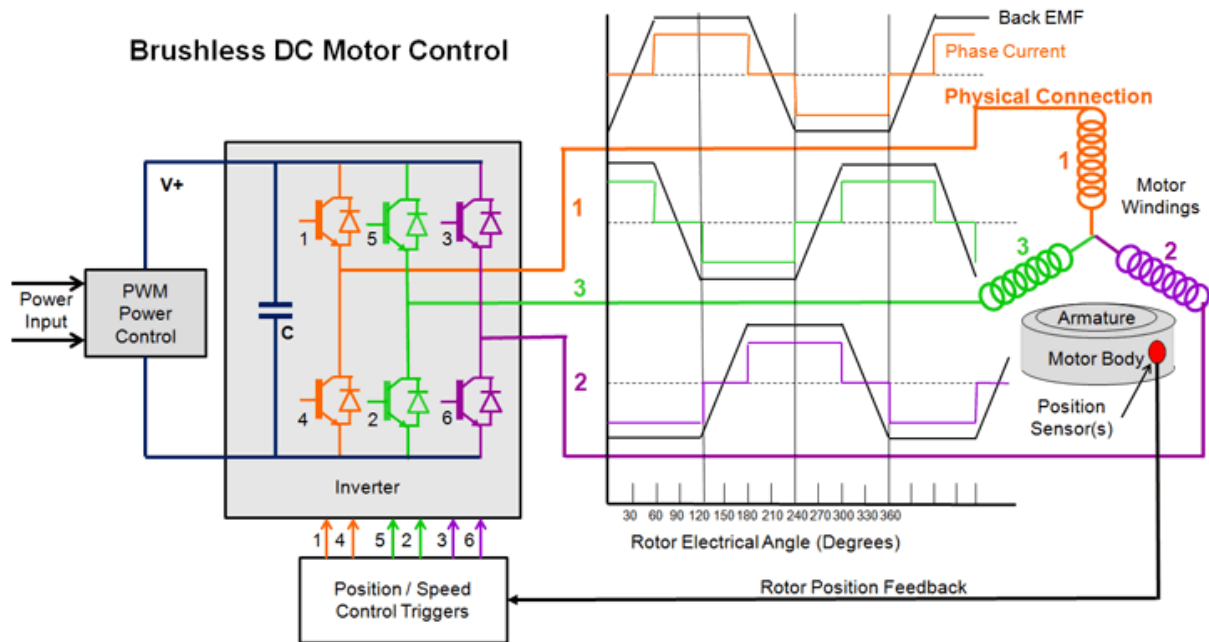 Brushless DC Motor Control
Back EMF
Phase Current
Physical Connection
V+
1
5
3
1
1
Motor
Windings
3
2
Power
Input
PWM
Power
Control
C
3
Armature
Motor Body
4
2
6
2
Position
Sensor(s)
Inverter
30 60 90 120 150 180 210 240 270 300 330 360
Rotor Electrical Angle (Degrees)
1 4 5 2 3 6
Position / Speed
Control Triggers
Rotor Position Feedback